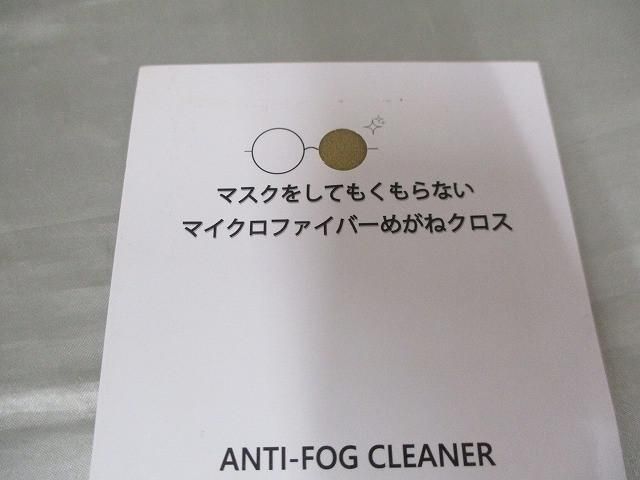 マスクをしてもくもらない
マイクロファイバーめがねクロス
ANTI-FOG CLEANER